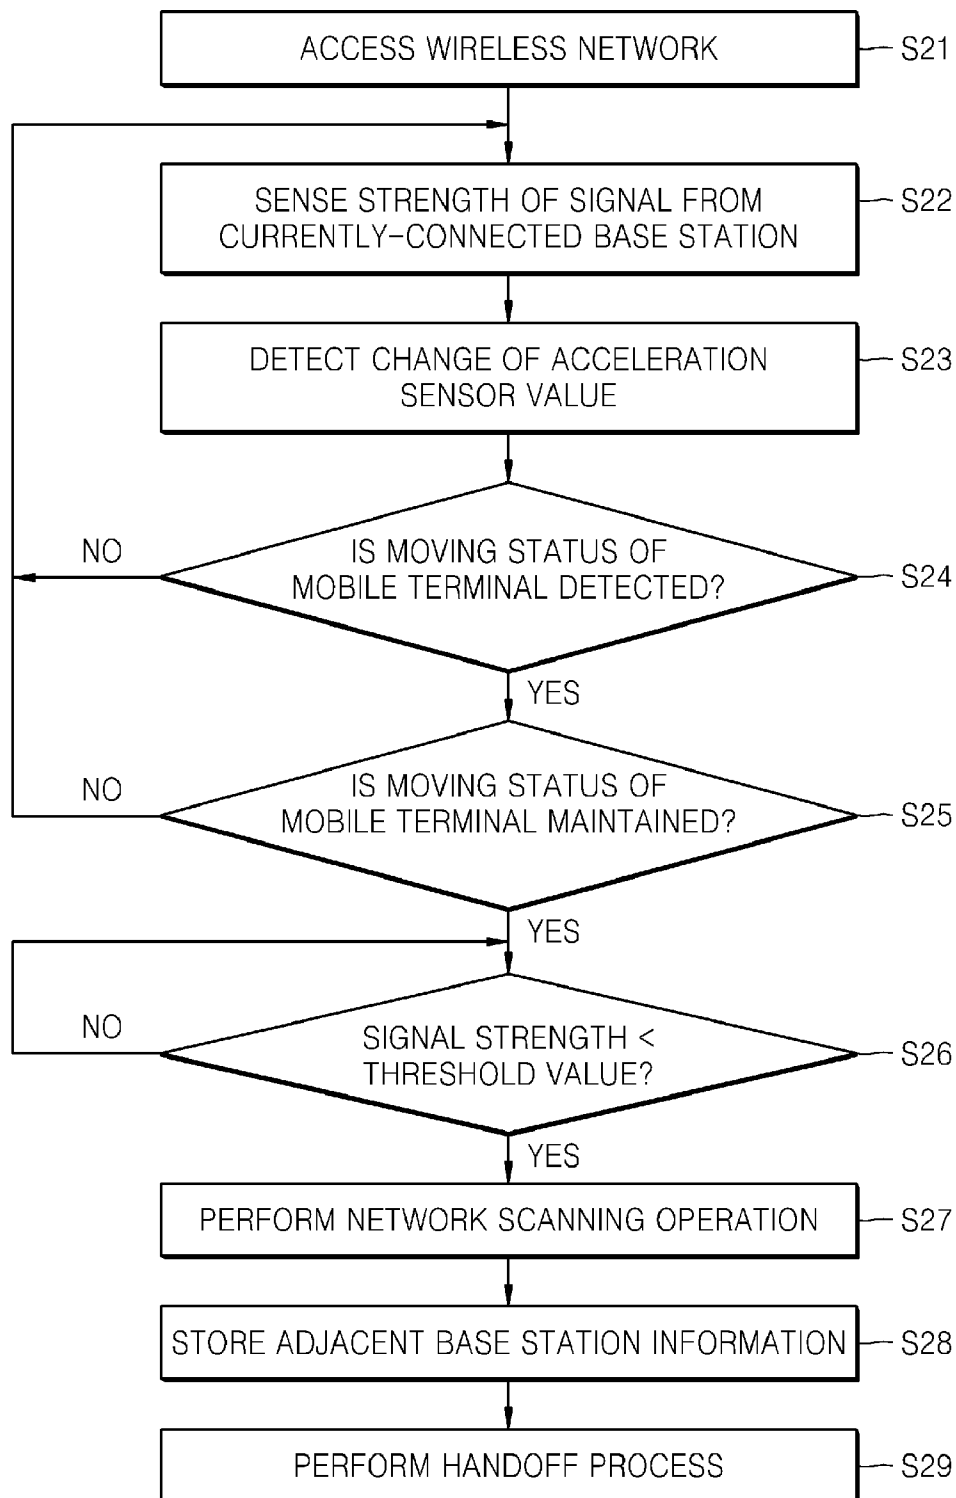 ACCESS WIRELESS NETWORK
S21
SENSE STRENGTH OF SIGNAL FROM
CURRENTLY-CONNECTED BASE STATION
S22
DETECT CHANGE OF ACCELERATION
SENSOR VALUE
S23
IS MOVING STATUS OF
MOBILE TERMINAL DETECTED?
S24
NO
YES
IS MOVING STATUS OF
MOBILE TERMINAL MAINTAINED?
S25
NO
YES
SIGNAL STRENGTH <
THRESHOLD VALUE?
S26
NO
YES
PERFORM NETWORK SCANNING OPERATION
S27
STORE ADJACENT BASE STATION INFORMATION
S28
PERFORM HANDOFF PROCESS
S29